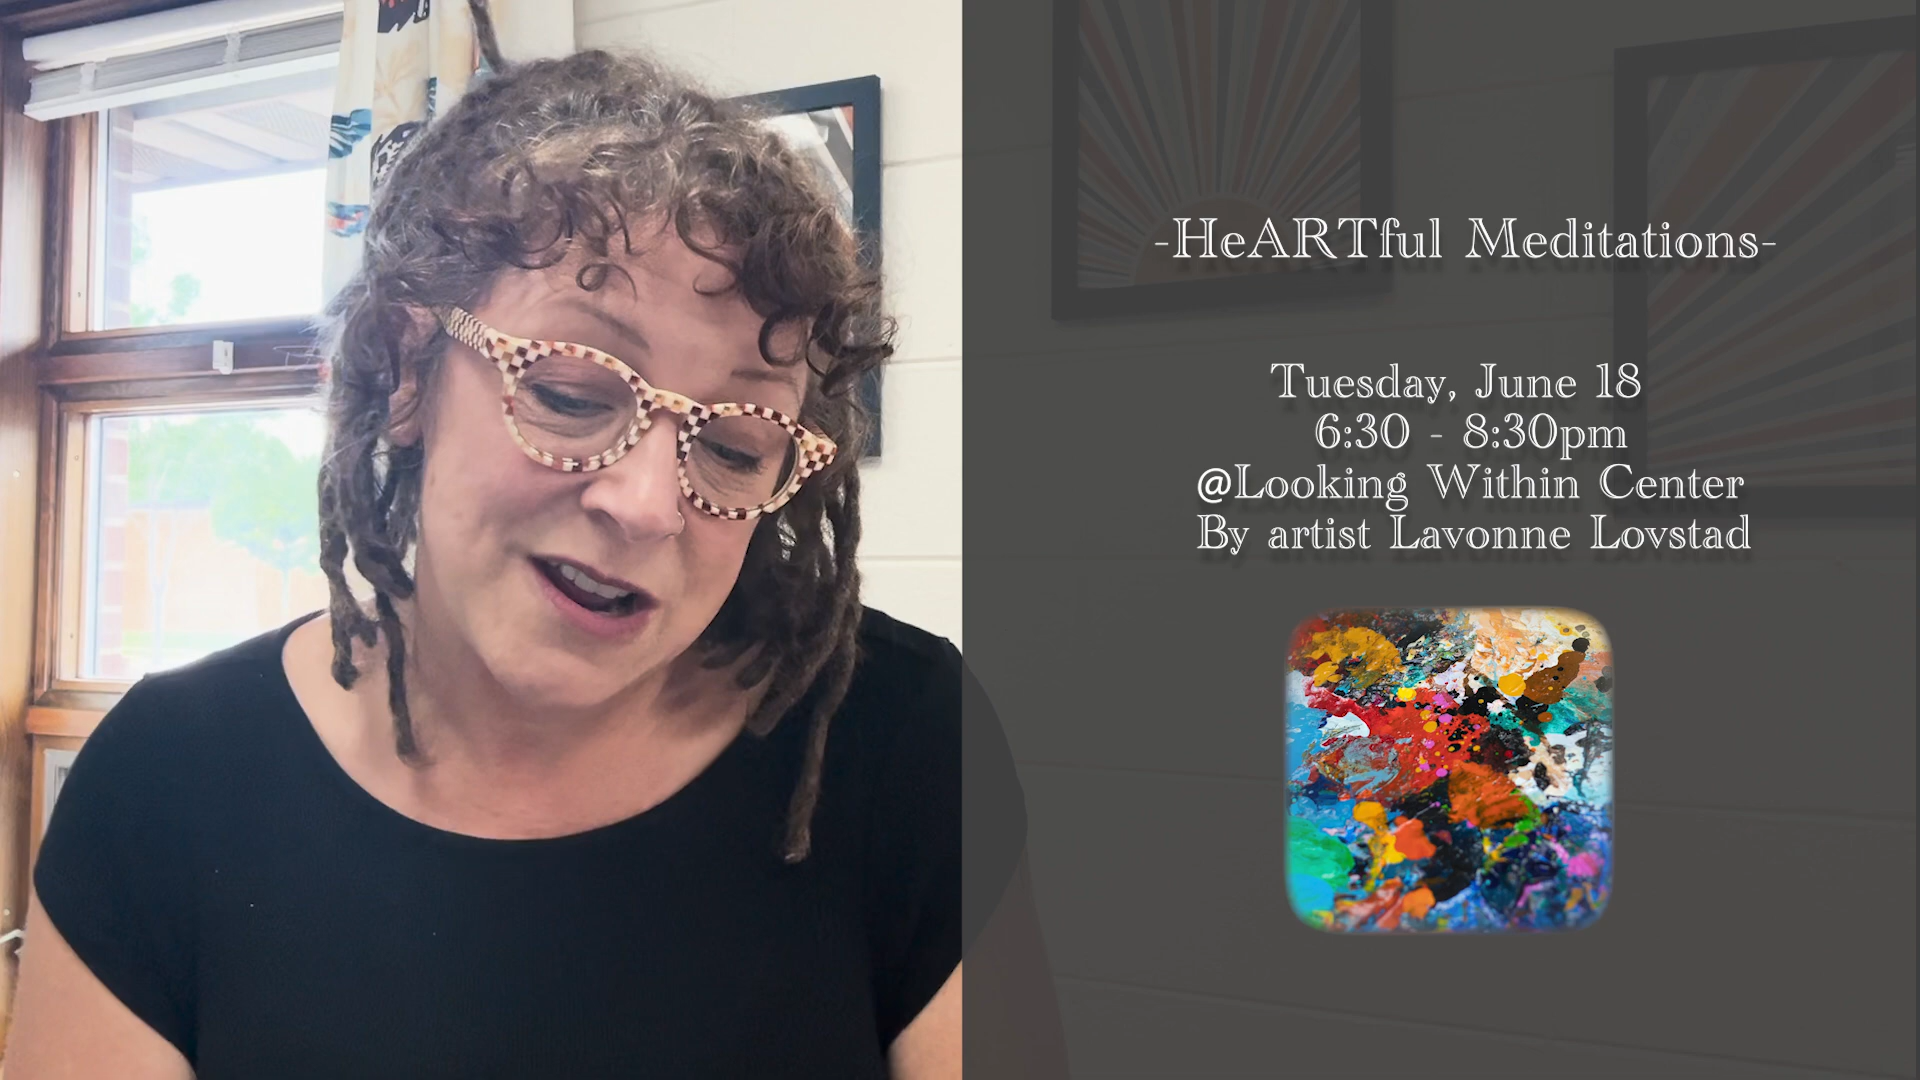 -HeARTful Meditations-
Tuesday, June 18
6:30 - 8:30pm
@Looking Within Center
By artist Lavonne Lovstad